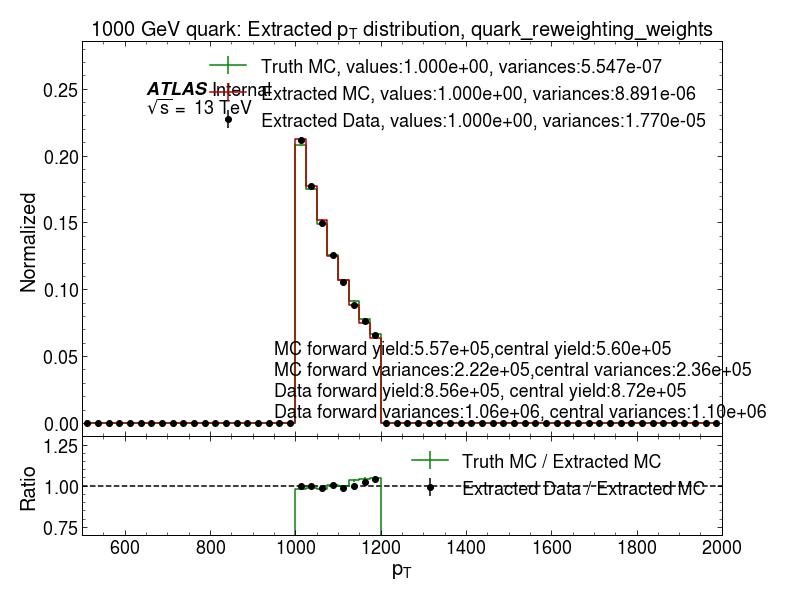 1000 GeV quark: Extracted pT distribution, quark_reweighting_weights
Truth MC, values:1.000e+00, variances:5.547e-07
ATLAS Internal
Extracted MC, values:1.000e+00, variances:8.891e-06
√s = 13 TeV
Extracted Data, values:1.000e+00, variances:1.770e-05
Normalized
0.25
0.20
0.15
0.10
0.05
0.00
MC forward yield:5.57e+05,central yield:5.60e+05
MC forward variances:2.22e+05,central variances:2.36e+05
Data forward yield:8.56e+05, central yield:8.72e+05
Data forward variances:1.06e+06, central variances:1.10e+06
Ratio
1.25
1.00
0.75
Truth MC / Extracted MC
Extracted Data / Extracted MC
600 800 1000 1200 1400 1600 1800 2000
pT